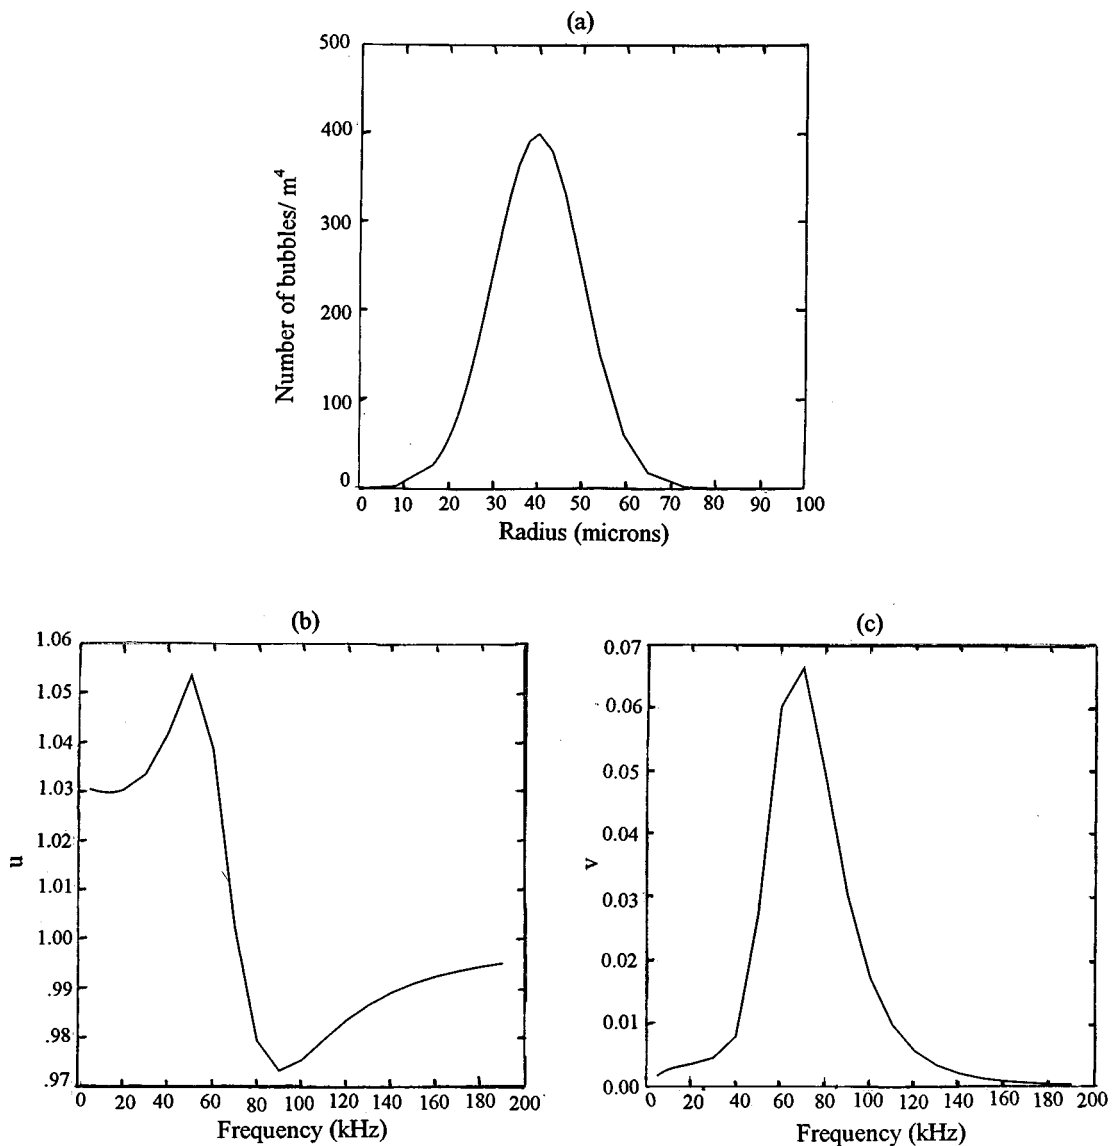 (a)
500
400
300
200
100
0
Number of bubbles/ m⁴
0 10 20 30 40 50 60 70 80 90 100
Radius (microns)
(b)
1.06
1.05
1.04
1.03
1.02
1.01
1.00
.99
.98
.97
u
0 20 40 60 80 100 120 140 160 180 200
Frequency (kHz)
(c)
0.07
0.06
0.05
0.04
0.03
0.02
0.01
0.00
v
0 20 40 60 80 100 120 140 160 180 200
Frequency (kHz)